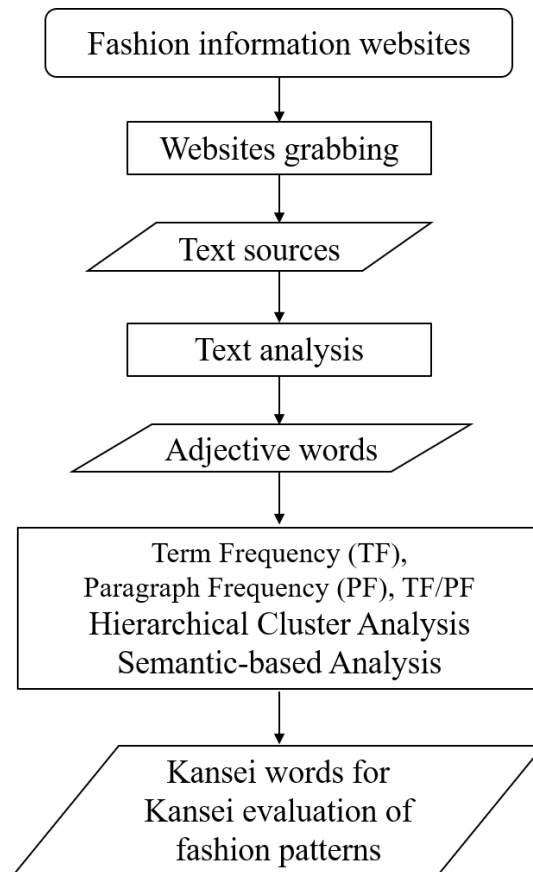 Fashion information websites
Websites grabbing
Text sources
Text analysis
Adjective words
Term Frequency (TF),
Paragraph Frequency (PF), TF/PF
Hierarchical Cluster Analysis
Semantic-based Analysis
Kansei words for
Kansei evaluation of
fashion patterns